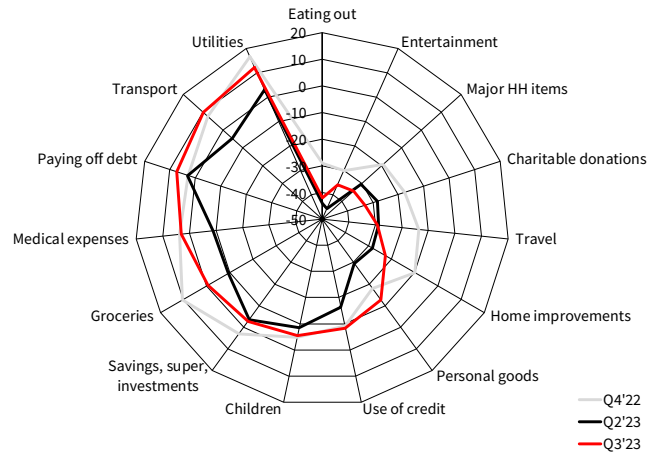 Eating out
20
Utilities
Entertainment
10
Transport
0
Major HH items
-10
-20
Paying off debt
Charitable donations
-30
-40
-50
Medical expenses
Travel
Groceries
Home improvements
Savings, super,
investments
Personal goods
Children
Use of credit
Q4'22
Q2'23
Q3'23